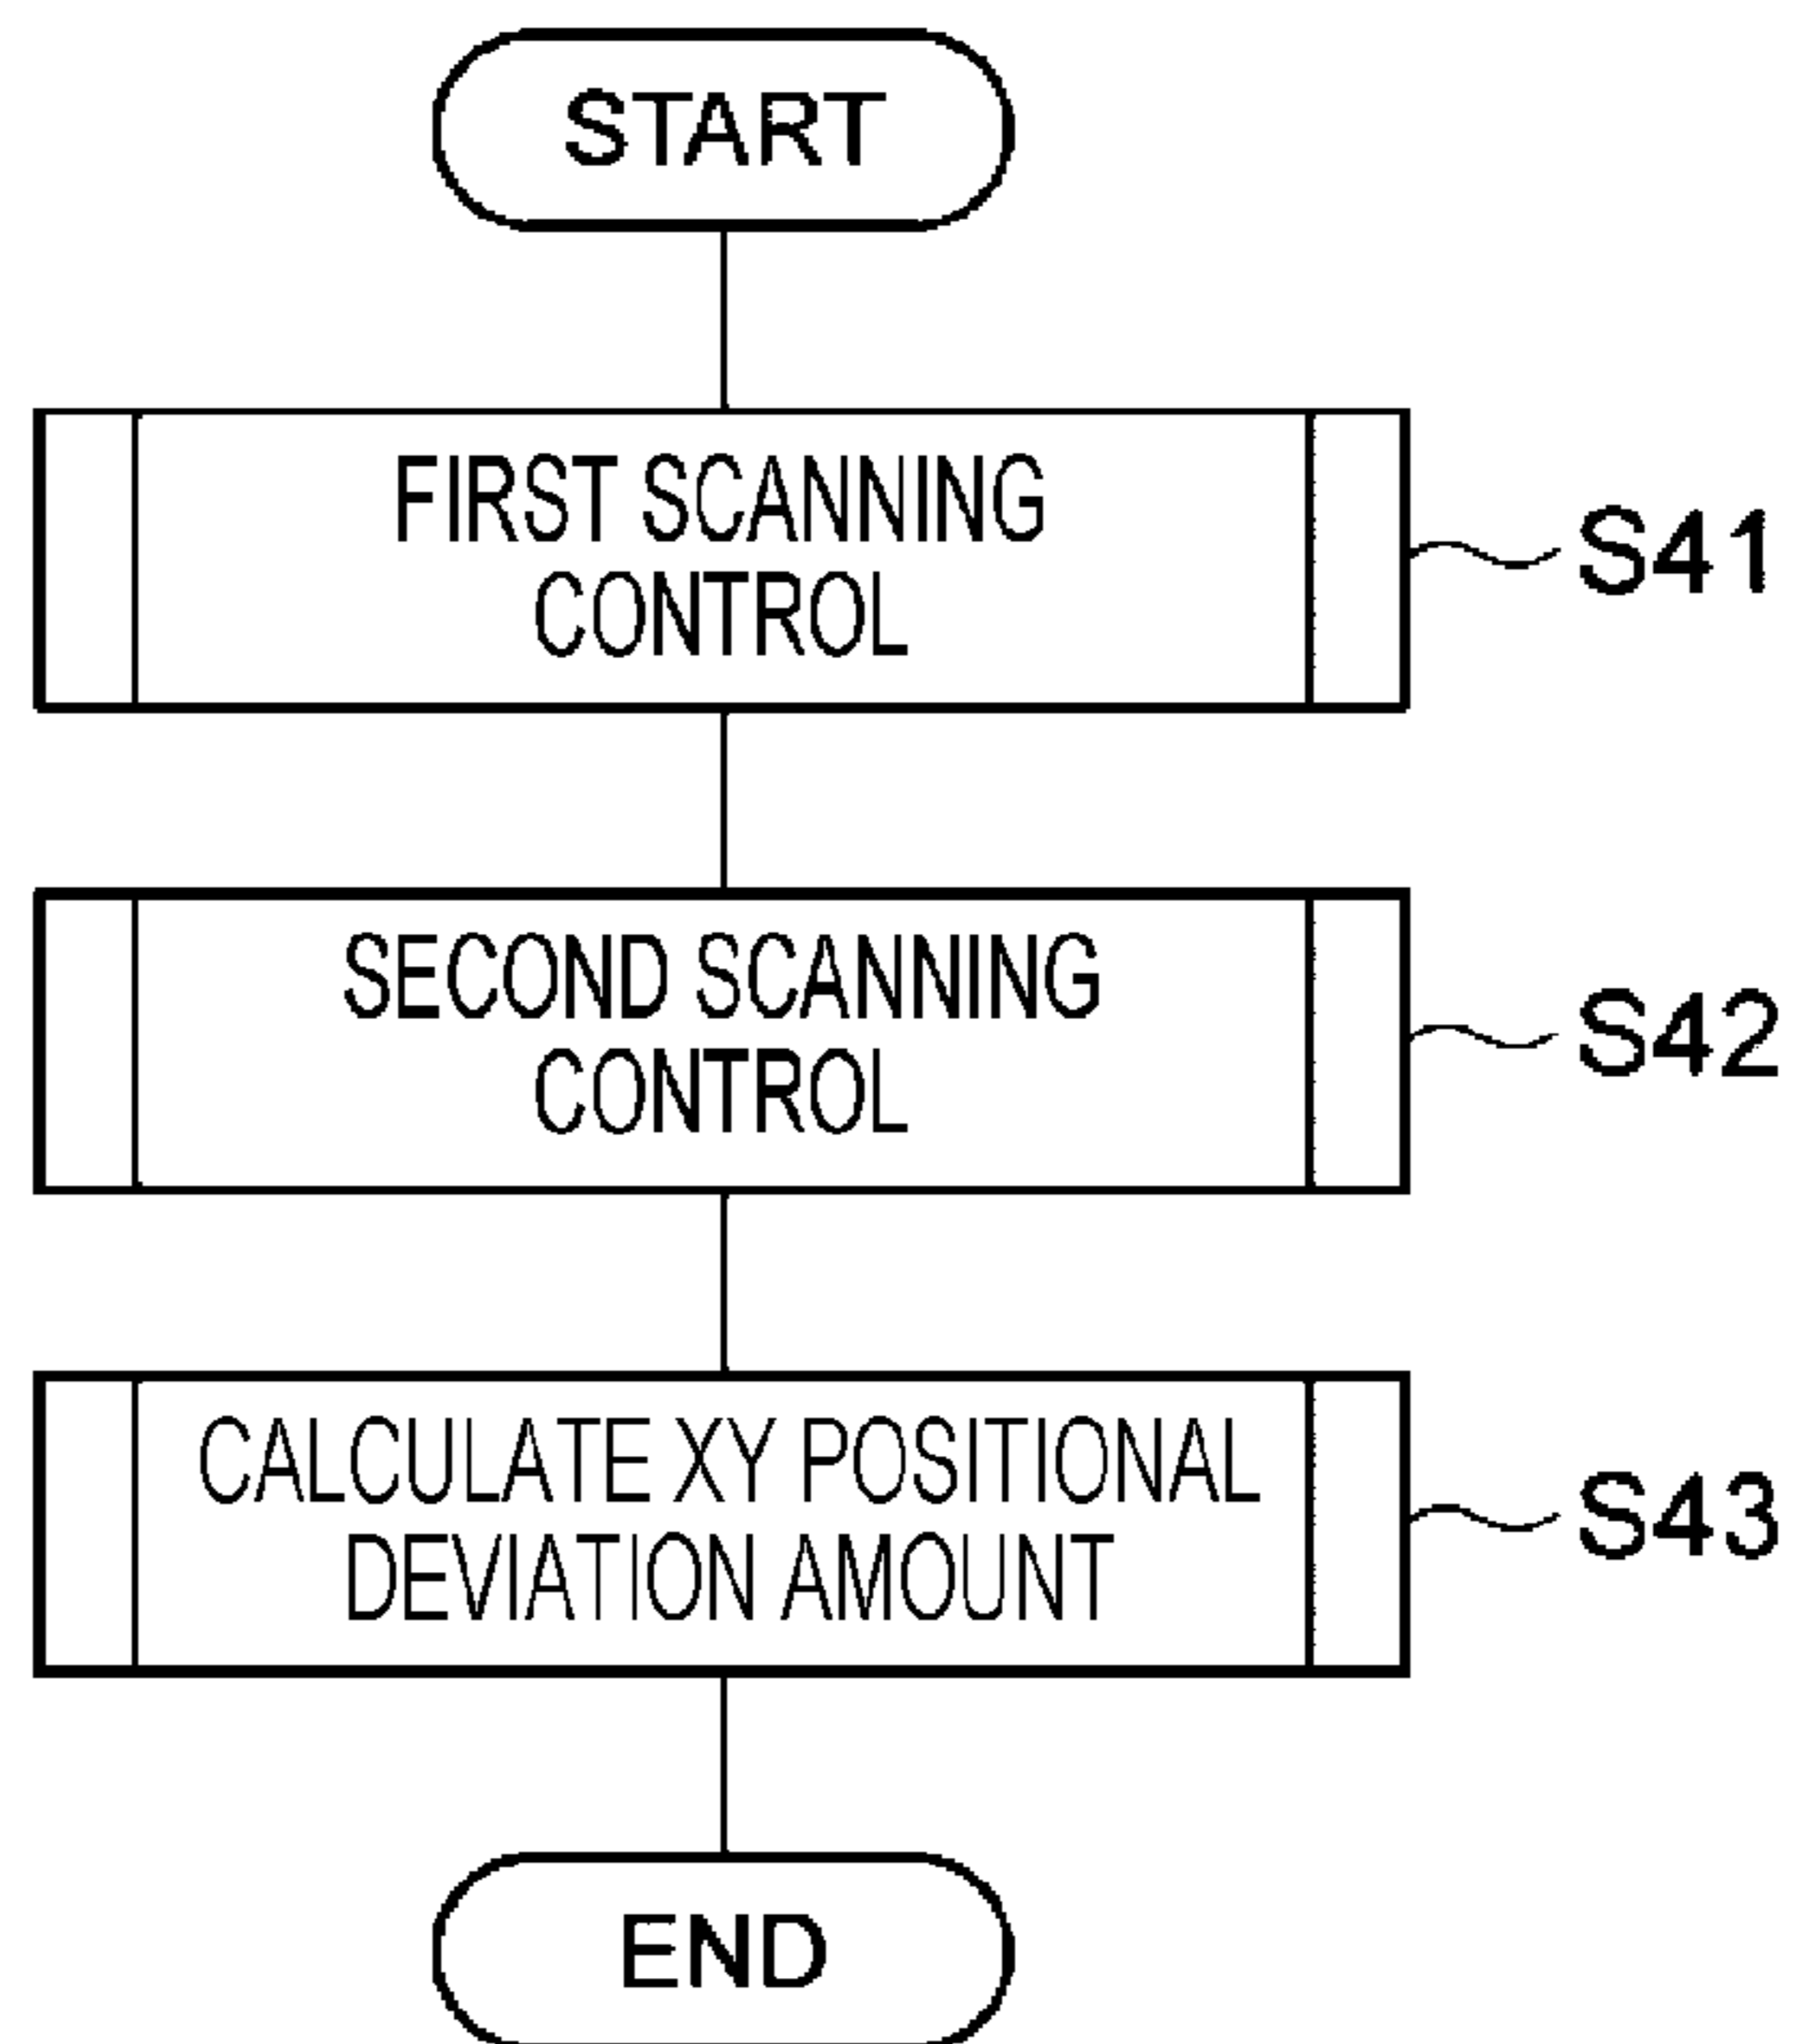 START
FIRST SCANNING
CONTROL
S41
SECOND SCANNING
CONTROL
S42
CALCULATE XY POSITIONAL
DEVIATION AMOUNT
S43
END